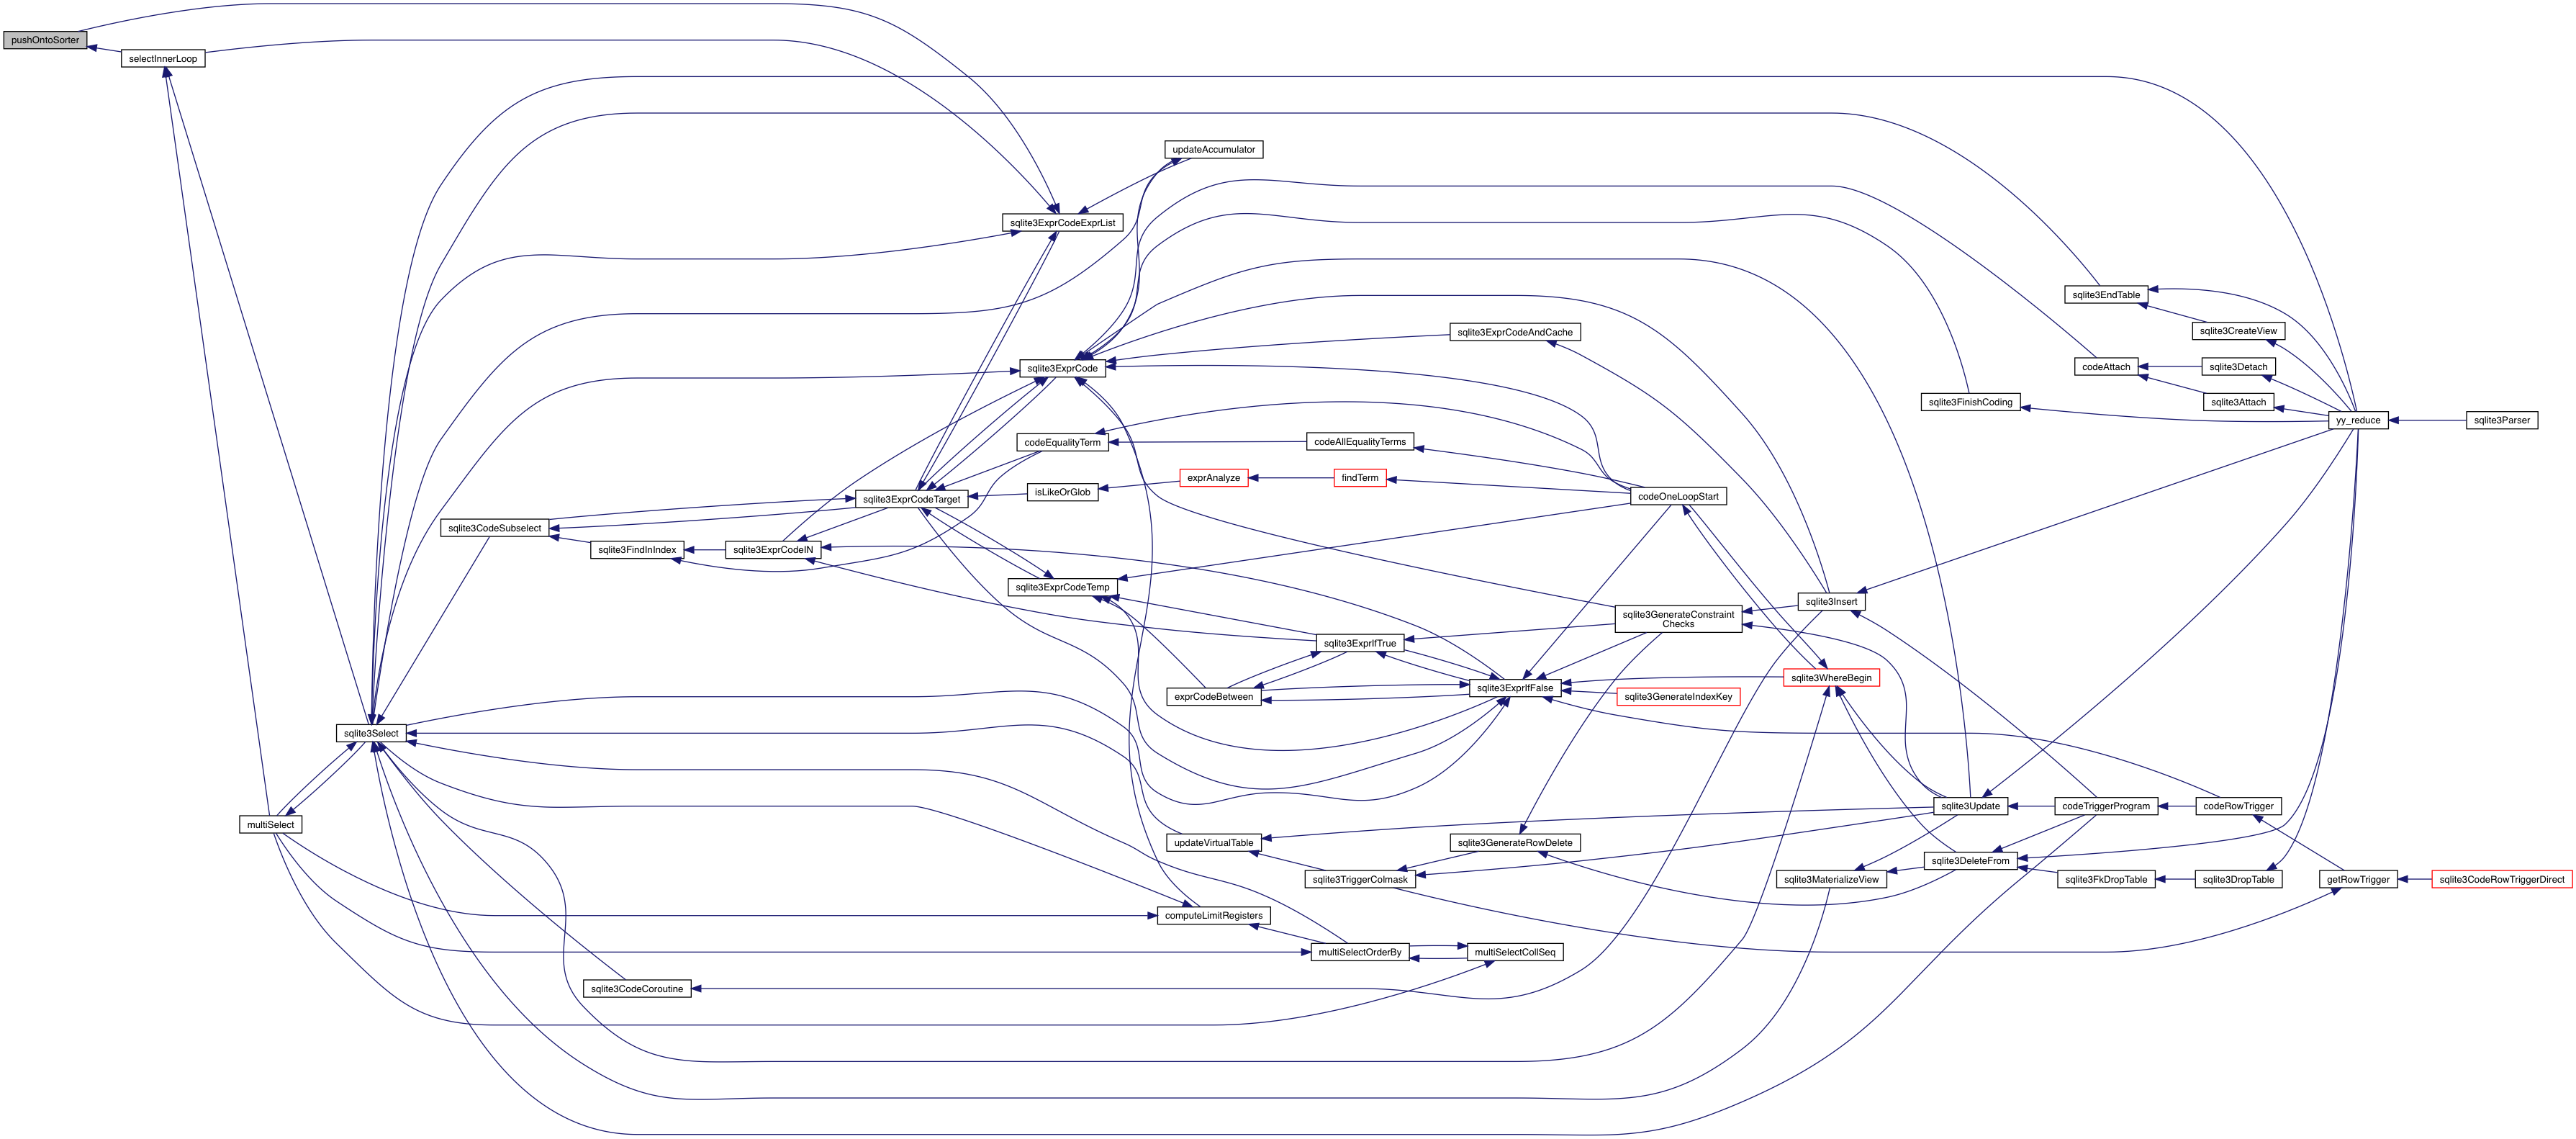 pushOntoSorter
selectInnerLoop
updateAccumulator
sqlite3ExprCodeExprList
sqlite3EndTable
sqlite3CreateView
sqlite3ExprCodeAndCache
sqlite3ExprCode
codeAttach
sqlite3Detach
sqlite3FinishCoding
sqlite3Attach
yy_reduce
sqlite3Parser
codeEqualityTerm
codeAllEqualityTerms
exprAnalyze
findTerm
isLikeOrGlob
codeOneLoopStart
sqlite3ExprCodeTarget
sqlite3CodeSubselect
sqlite3FindInIndex
sqlite3ExprCodeIN
sqlite3ExprCodeTemp
sqlite3Insert
sqlite3GenerateConstraint
Checks
sqlite3ExprIfTrue
sqlite3WhereBegin
exprCodeBetween
sqlite3ExprIfFalse
sqlite3GenerateIndexKey
sqlite3Select
sqlite3Update
codeTriggerProgram
codeRowTrigger
multiSelect
updateVirtualTable
sqlite3GenerateRowDelete
sqlite3DeleteFrom
sqlite3TriggerColmask
sqlite3MaterializeView
sqlite3FkDropTable
sqlite3DropTable
getRowTrigger
sqlite3CodeRowTriggerDirect
computeLimitRegisters
multiSelectOrderBy
multiSelectCollSeq
sqlite3CodeCoroutine